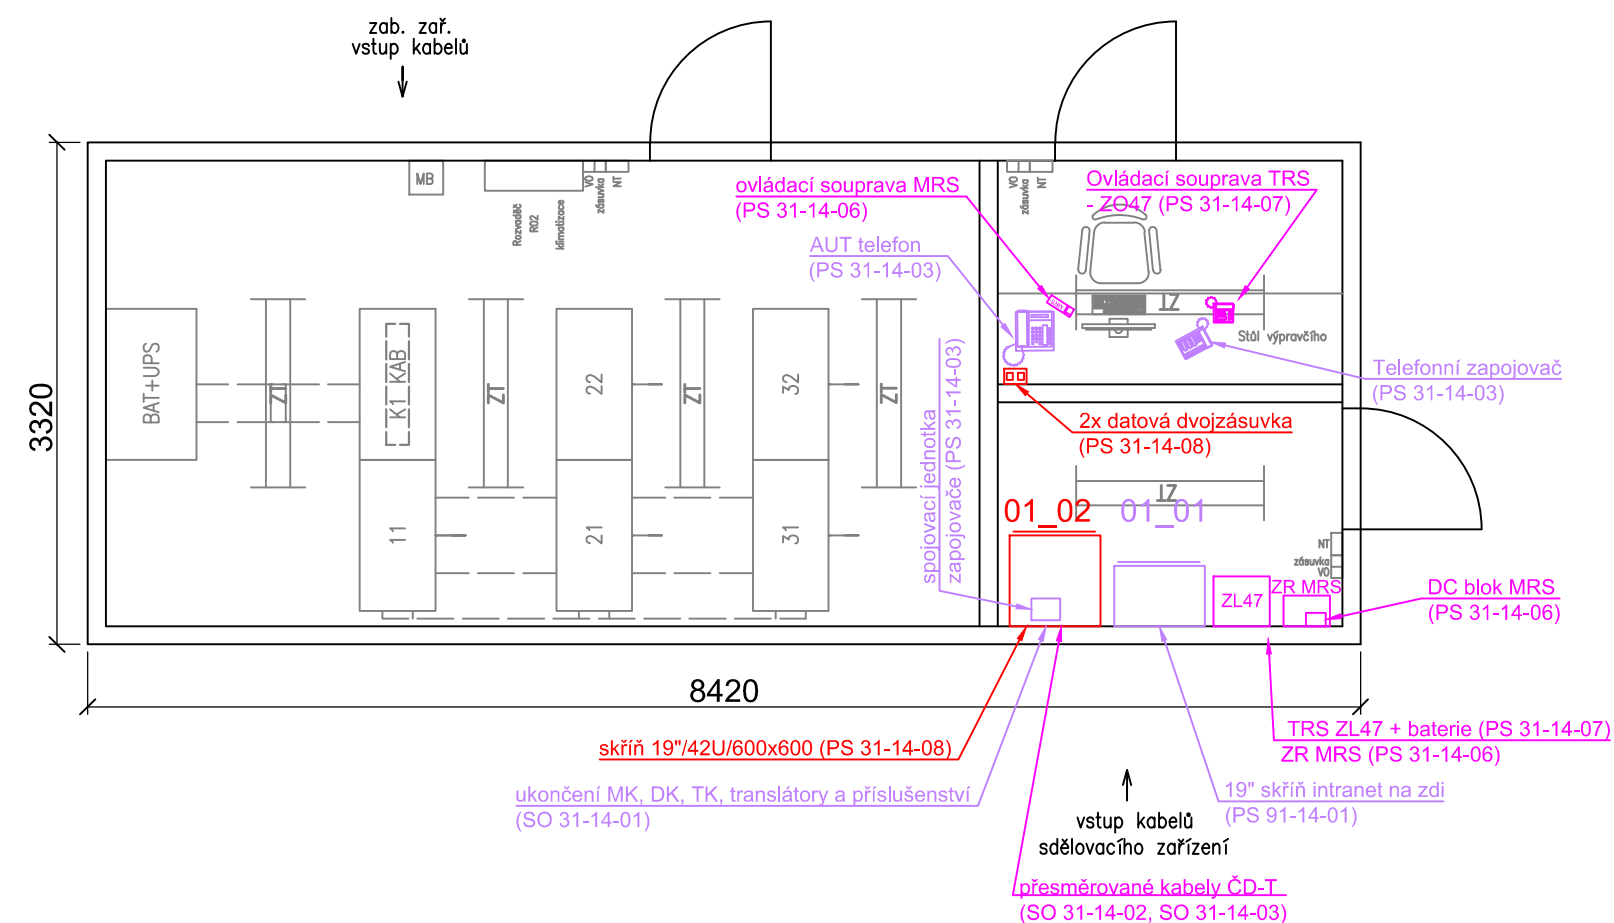 zab. zař.
vstup kabelů
MB
Rozvaděč
R02
klimatizace
VO
zásuvka
NT
ovládací souprava MRS
(PS 31-14-06)
AUT telefon
(PS 31-14-03)
VO
zásuvka
NT
Ovládací souprava TRS
- ZO47 (PS 31-14-07)
ZT
Stůl výpravčího
Telefonní zapojovač
(PS 31-14-03)
2x datová dvojzásuvka
(PS 31-14-08)
BAT+UPS
ZT
K1 KAB
ZT
22
ZT
32
ZT
11
21
31
spojovací jednotka
zapojovače (PS 31-14-03)
ZT
01_02
01_01
NT
zásuvka
VO
ZL47
ZR MRS
DC blok MRS
(PS 31-14-06)
3320
8420
skříň 19"/42U/600x600 (PS 31-14-08)
TRS ZL47 + baterie (PS 31-14-07)
ZR MRS (PS 31-14-06)
ukončení MK, DK, TK, translátory a příslušenství
(SO 31-14-01)
19" skříň intranet na zdi
(PS 91-14-01)
vstup kabelů
sdělovacího zařízení
přesměrované kabely ČD-T
(SO 31-14-02, SO 31-14-03)